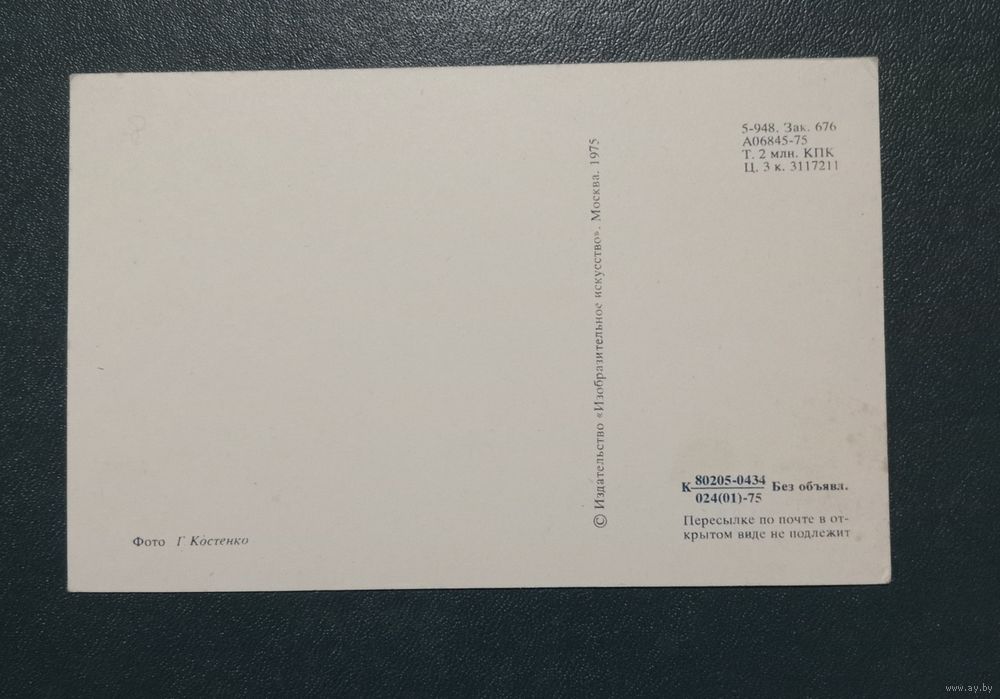 5-948. Зак. 676
А06845-75
Т. 2 млн. КПК
Ц. 3 к. 3117211
© Издательство «Изобразительное искусство». Москва. 1975
К 80205-0434 Без объявл.
024(01)-75
Пересылке по почте в от-
крытом виде не подлежит
Фото Г. Костенко
www.ay.by